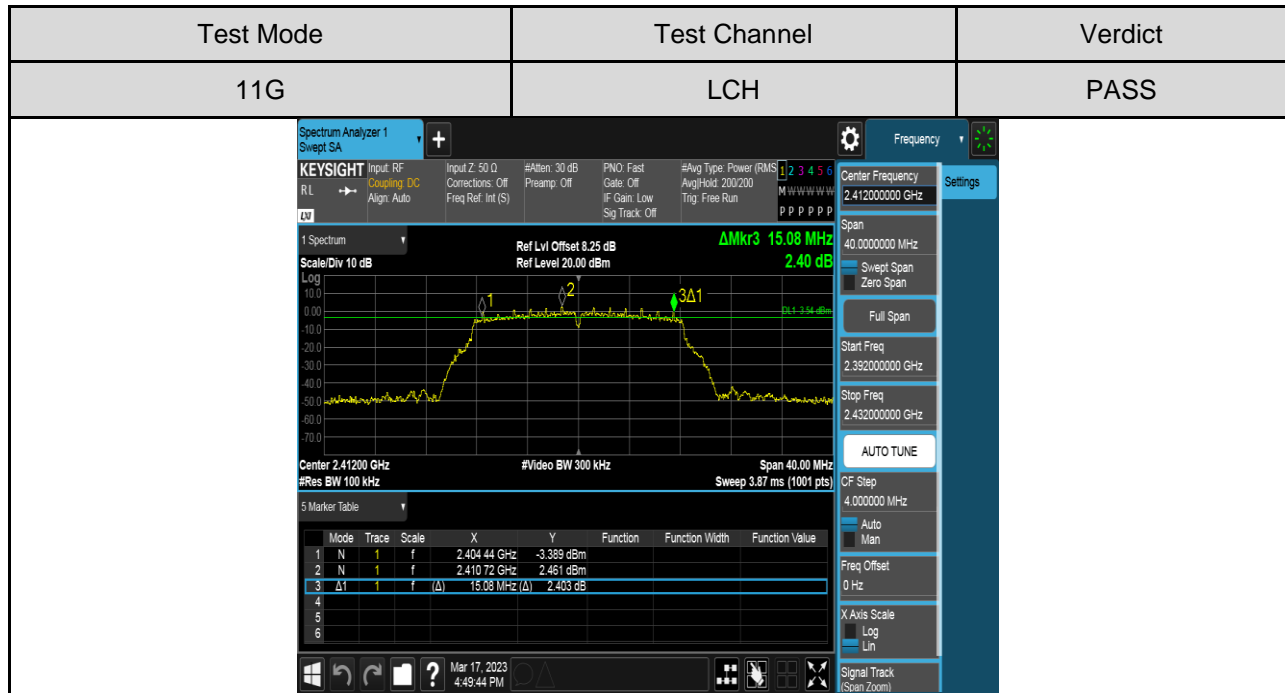 Test Mode Test Channel Verdict
11G LCH PASS
Spectrum Analyzer 1
Swept SA
+
Frequency
KEYSIGHT
RL
LXI
Input: RF
Coupling: DC
Align: Auto
Input Z: 50 Ω
Corrections: Off
Freq Ref: Int (S)
#Atten: 30 dB
Preamp: Off
PNO: Fast
Gate: Off
IF Gain: Low
Sig Track: Off
#Avg Type: Power (RMS
Avg|Hold: 200/200
Trig: Free Run
1 2 3 4 5 6
M W W W W W
P P P P P P
1 Spectrum
Scale/Div 10 dB
Ref Lvl Offset 8.25 dB
Ref Level 20.00 dBm
ΔMkr3 15.08 MHz
2.40 dB
Log
10.0
0.00
-10.0
-20.0
-30.0
-40.0
-50.0
-60.0
-70.0
1
2
3Δ1
DL1 -3.54 dBm
Center 2.41200 GHz
#Video BW 300 kHz
Span 40.00 MHz
#Res BW 100 kHz
Sweep 3.87 ms (1001 pts)
5 Marker Table
Mode Trace Scale X Y Function Function Width Function Value
1 N 1 f 2.404 44 GHz -3.389 dBm
2 N 1 f 2.410 72 GHz 2.461 dBm
3 Δ1 1 f (Δ) 15.08 MHz (Δ) 2.403 dB
4
5
6
Mar 17, 2023
4:49:44 PM
?
Center Frequency
2.412000000 GHz
Settings
Span
40.0000000 MHz
Swept Span
Zero Span
Full Span
Start Freq
2.392000000 GHz
Stop Freq
2.432000000 GHz
AUTO TUNE
CF Step
4.000000 MHz
Auto
Man
Freq Offset
0 Hz
X Axis Scale
Log
Lin
Signal Track
(Span Zoom)